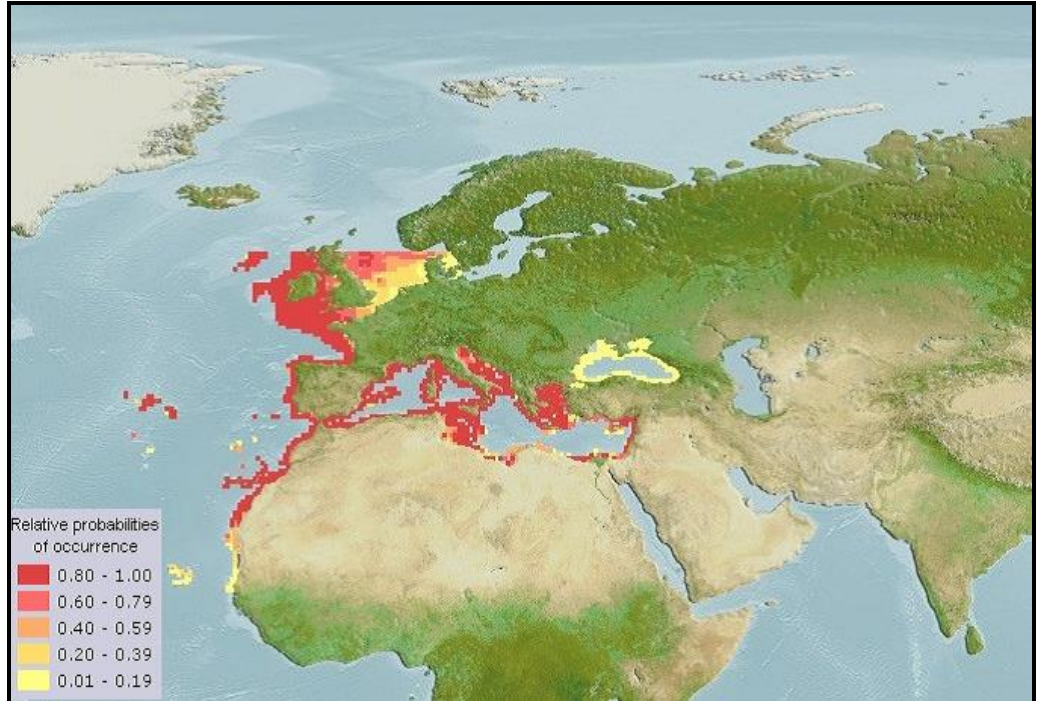 Relative probabilities
of occurrence
0.80 - 1.00
0.60 - 0.79
0.40 - 0.59
0.20 - 0.39
0.01 - 0.19